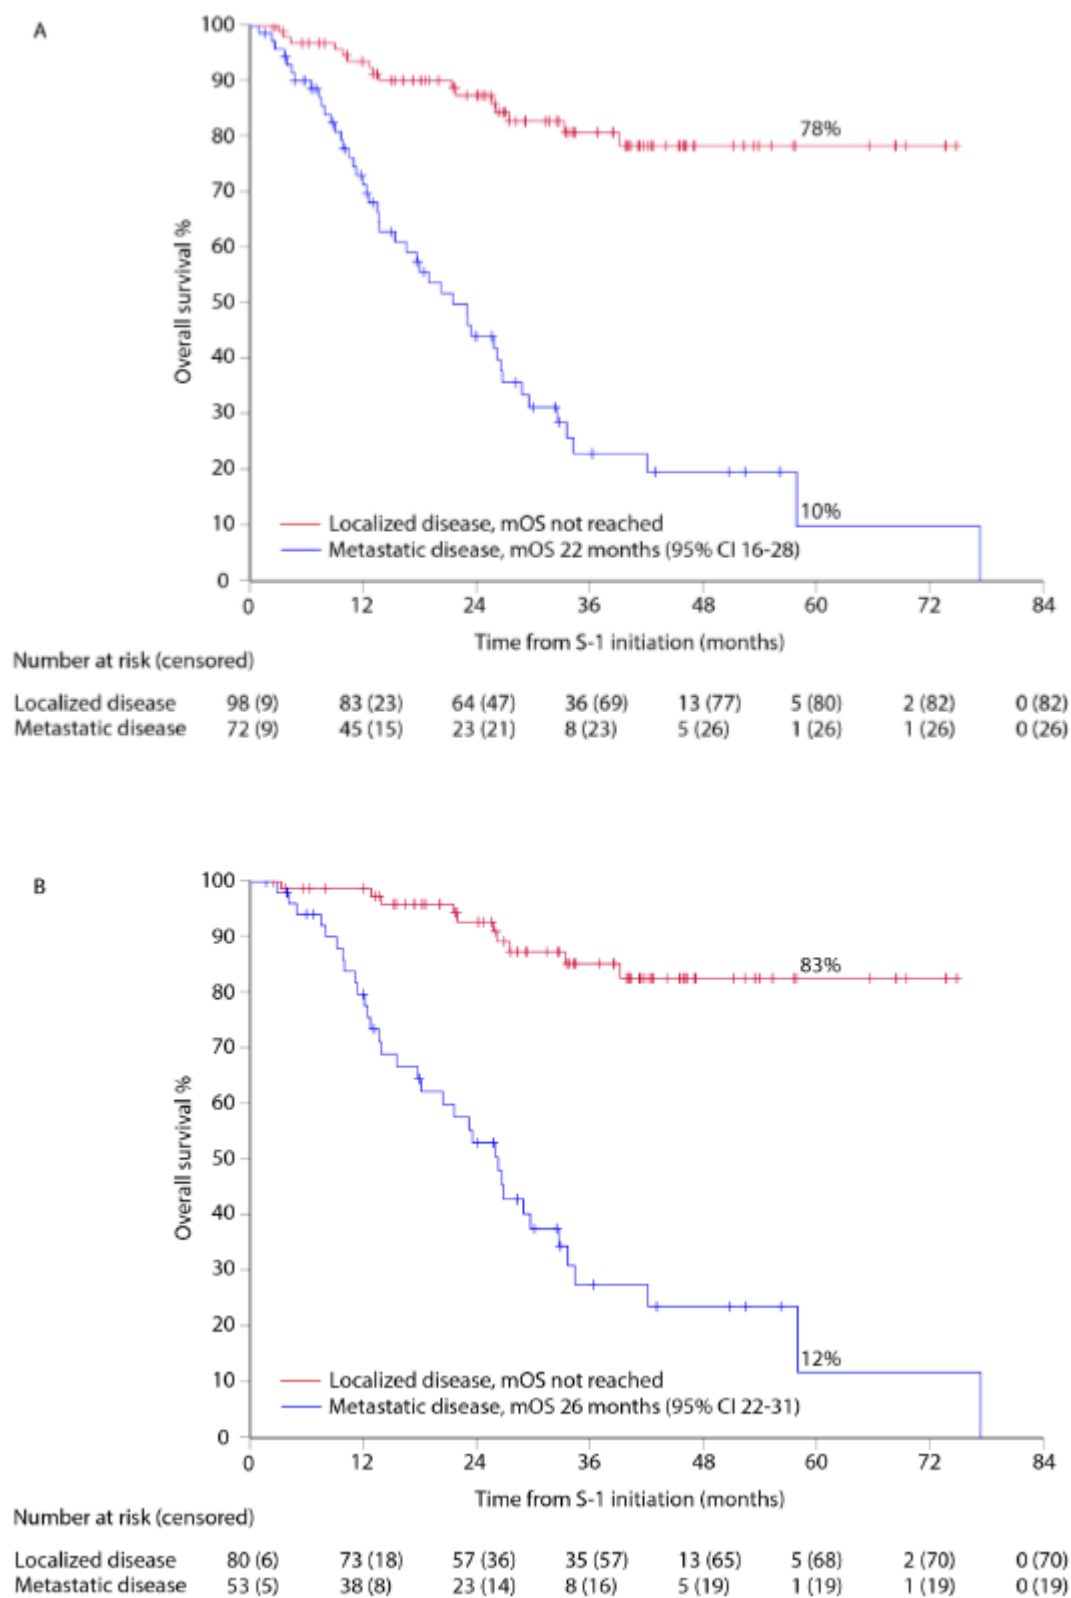 A
100
90
80
70
60
50
40
30
20
10
0
Overall survival %
78%
10%
Localized disease, mOS not reached
Metastatic disease, mOS 22 months (95% CI 16-28)
0 12 24 36 48 60 72 84
Time from S-1 initiation (months)
Number at risk (censored)
Localized disease 98 (9) 83 (23) 64 (47) 36 (69) 13 (77) 5 (80) 2 (82) 0 (82)
Metastatic disease 72 (9) 45 (15) 23 (21) 8 (23) 5 (26) 1 (26) 1 (26) 0 (26)
B
100
90
80
70
60
50
40
30
20
10
0
Overall survival %
83%
12%
Localized disease, mOS not reached
Metastatic disease, mOS 26 months (95% CI 22-31)
0 12 24 36 48 60 72 84
Time from S-1 initiation (months)
Number at risk (censored)
Localized disease 80 (6) 73 (18) 57 (36) 35 (57) 13 (65) 5 (68) 2 (70) 0 (70)
Metastatic disease 53 (5) 38 (8) 23 (14) 8 (16) 5 (19) 1 (19) 1 (19) 0 (19)